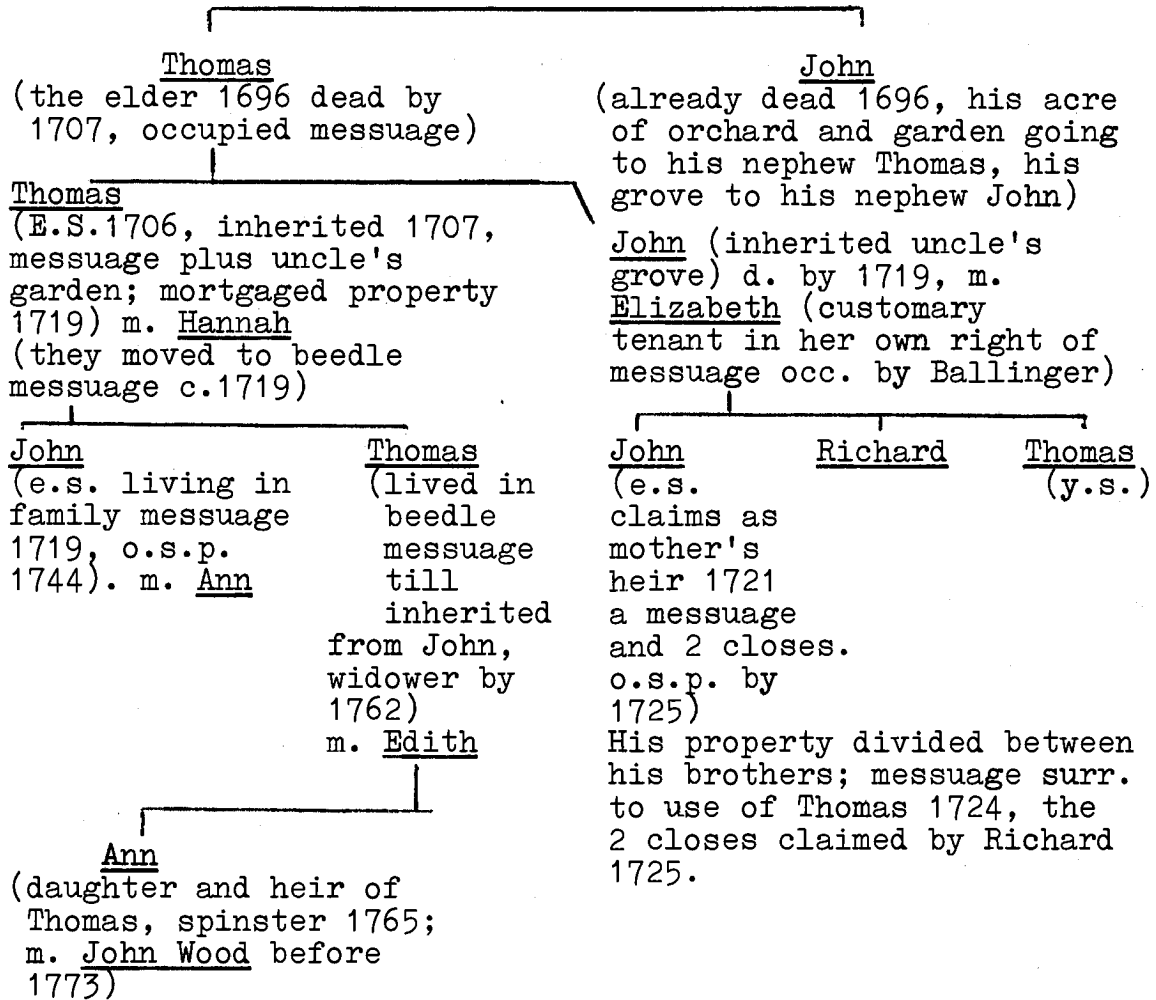 Thomas
(the elder 1696 dead by
1707, occupied messuage)
John
(already dead 1696, his acre
of orchard and garden going
to his nephew Thomas, his
grove to his nephew John)
Thomas
(E.S.1706, inherited 1707,
messuage plus uncle's
garden; mortgaged property
1719) m. Hannah
(they moved to beedle
messuage c.1719)
John (inherited uncle's
grove) d. by 1719, m.
Elizabeth (customary
tenant in her own right of
messuage occ. by Ballinger)
John
(e.s. living in
family messuage
1719, o.s.p.
1744). m. Ann
Thomas
(lived in
beedle
messuage
till
inherited
from John,
widower by
1762)
m. Edith
John
(e.s.
claims as
mother's
heir 1721
a messuage
and 2 closes.
o.s.p. by
1725)
Richard
Thomas
(y.s.)
His property divided between
his brothers; messuage surr.
to use of Thomas 1724, the
2 closes claimed by Richard
1725.
Ann
(daughter and heir of
Thomas, spinster 1765;
m. John Wood before
1773)